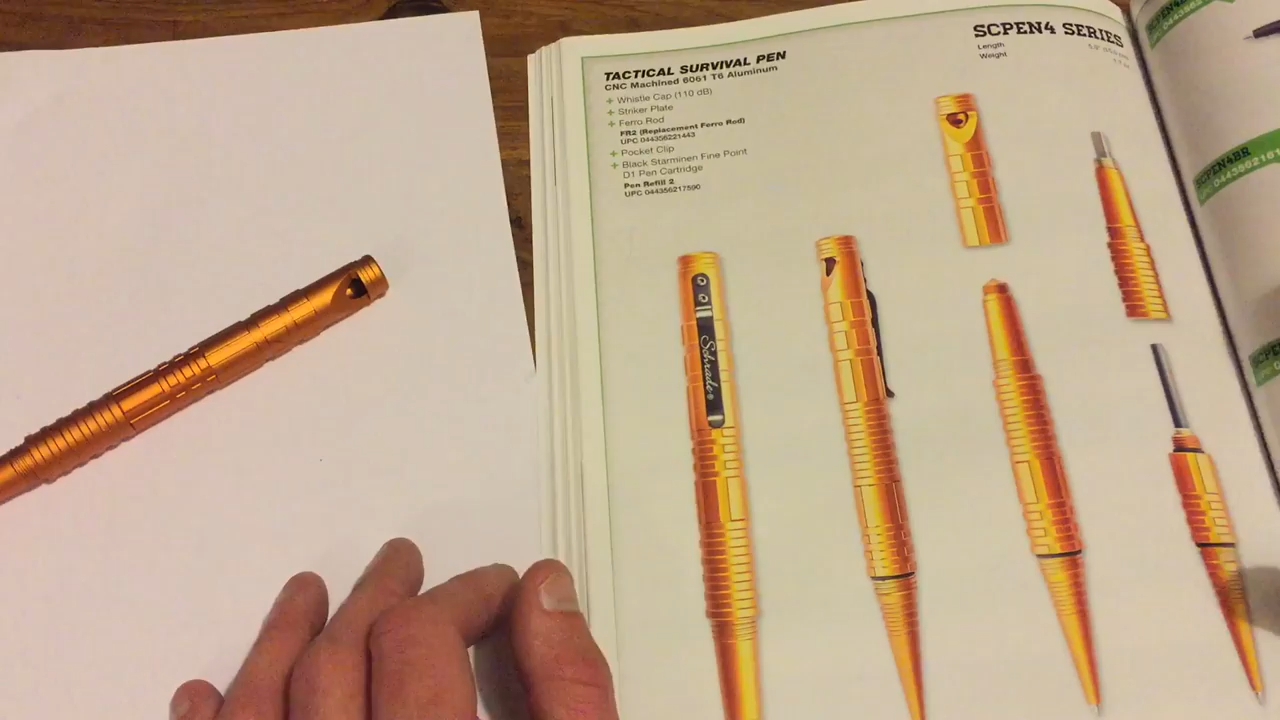 TACTICAL SURVIVAL PEN
CNC Machined 6061 T6 Aluminum
+ Whistle Cap (110 dB)
+ Striker Plate
+ Ferro Rod
FR2 (Replacement Ferro Rod)
UPC 044356221443
+ Pocket Clip
+ Black Starminen Fine Point
D1 Pen Cartridge
Pen Refill 2
UPC 044356217590
SCPEN4 SERIES
Length
Weight
Schrade
SCPEN4BR